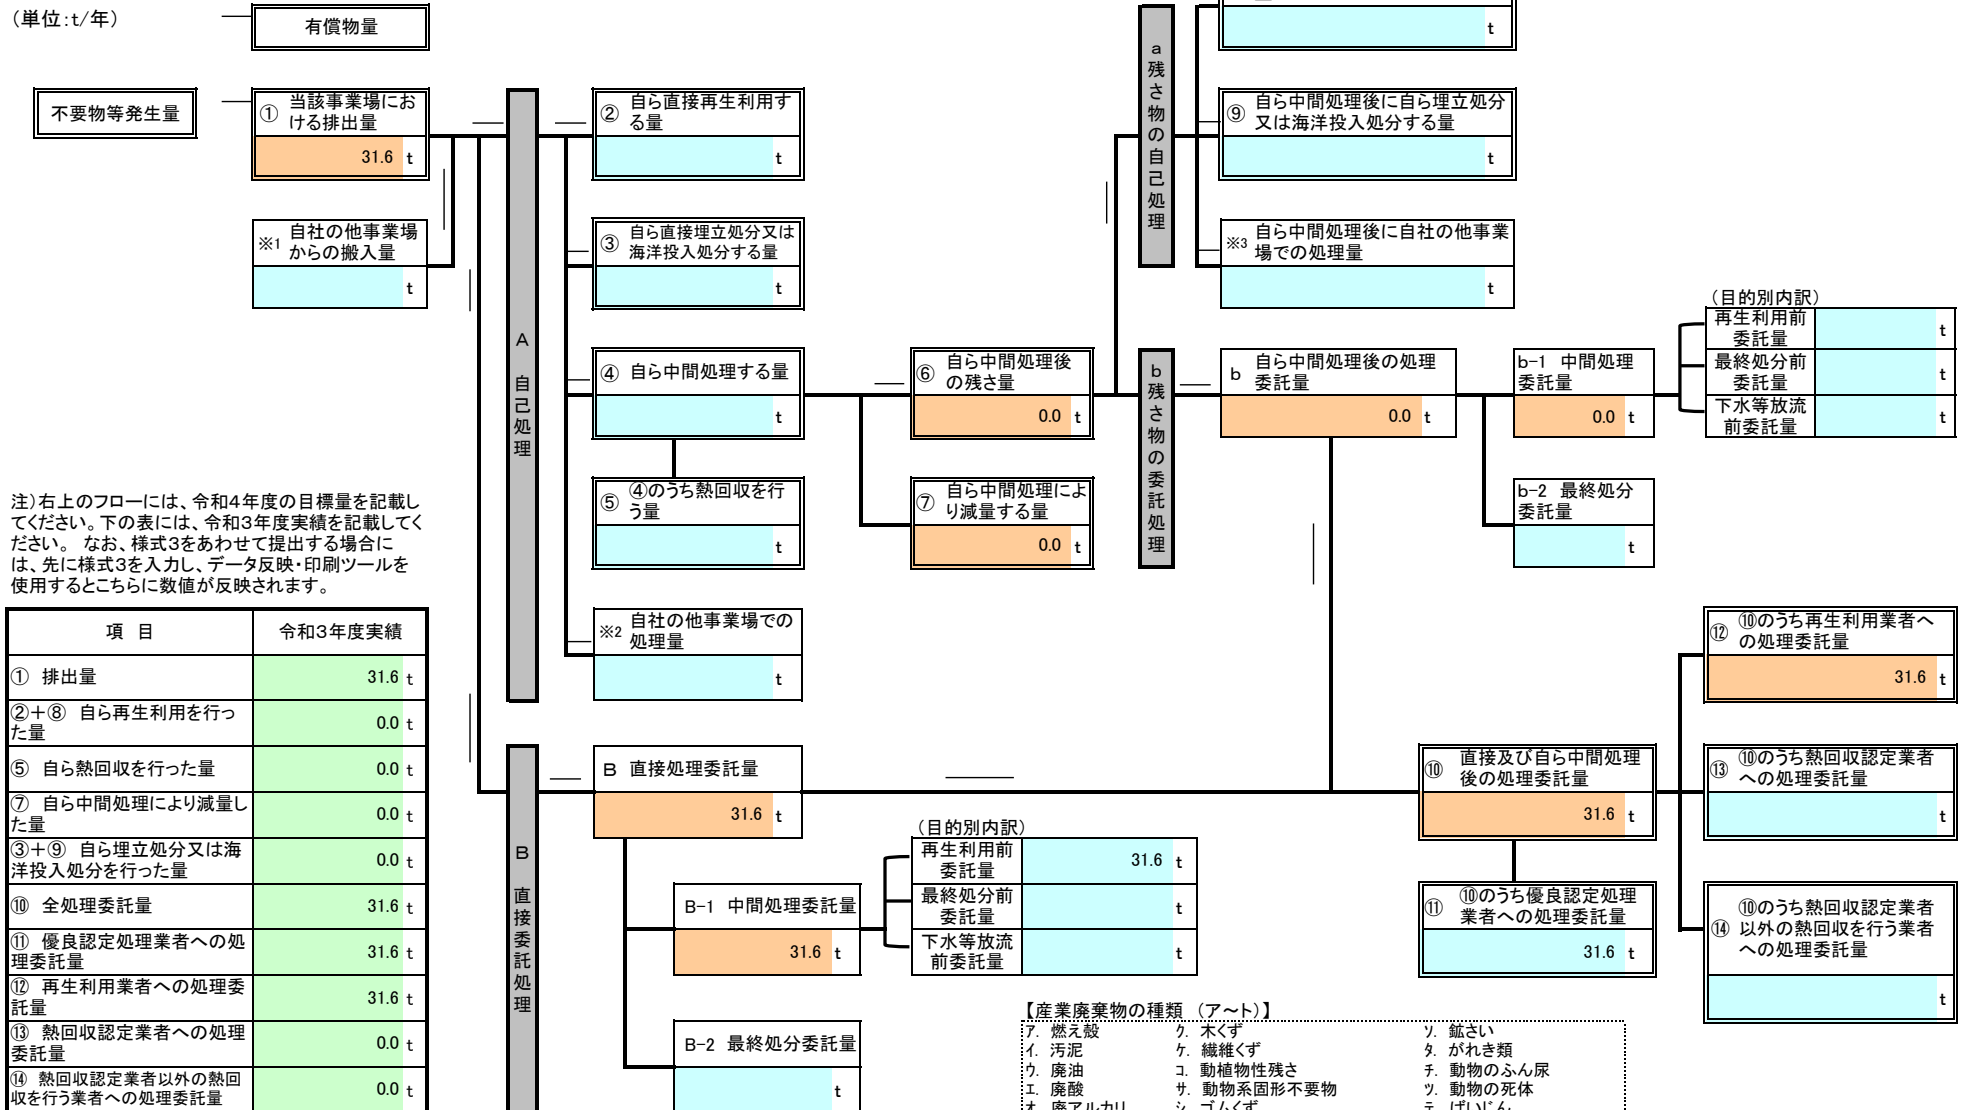 （単位:t/年）
有償物量
t
不要物等発生量
① 当該事業場にお
ける排出量
31.6 t
※1 自社の他事業場
からの搬入量
t
A 自己処理
② 自ら直接再生利用す
る量
t
③ 自ら直接埋立処分又は
海洋投入処分する量
t
④ 自ら中間処理する量
t
⑤ ④のうち熱回収を行
う量
t
※2 自社の他事業場での
処理量
t
⑥ 自ら中間処理後
の残さ量
0.0 t
⑦ 自ら中間処理によ
り減量する量
0.0 t
a 残さ物の自己処理
⑨ 自ら中間処理後に自ら埋立処分
又は海洋投入処分する量
t
※3 自ら中間処理後に自社の他事業
場での処理量
t
b 残さ物の委託処理
b 自ら中間処理後の処理
委託量
0.0 t
b-1 中間処理
委託量
0.0 t
b-2 最終処分
委託量
t
（目的別内訳）
再生利用前
委託量 t
最終処分前
委託量 t
下水等放流
前委託量 t
注）右上のフローには、令和４年度の目標量を記載し
てください。下の表には、令和３年度実績を記載してく
ださい。 なお、様式３をあわせて提出する場合に
は、先に様式３を入力し、データ反映・印刷ツールを
使用するとこちらに数値が反映されます。
項 目 令和３年度実績
① 排出量 31.6 t
②＋⑧ 自ら再生利用を行っ
た量 0.0 t
⑤ 自ら熱回収を行った量 0.0 t
⑦ 自ら中間処理により減量し
た量 0.0 t
③＋⑨ 自ら埋立処分又は海
洋投入処分を行った量 0.0 t
⑩ 全処理委託量 31.6 t
⑪ 優良認定処理業者への処
理委託量 31.6 t
⑫ 再生利用業者への処理委
託量 31.6 t
⑬ 熱回収認定業者への処理
委託量 0.0 t
⑭ 熱回収認定業者以外の熱回
収を行う業者への処理委託量 0.0 t
B 直接委託処理
B 直接処理委託量
31.6 t
B-1 中間処理委託量
31.6 t
B-2 最終処分委託量
t
（目的別内訳）
再生利用前
委託量 31.6 t
最終処分前
委託量 t
下水等放流
前委託量 t
⑩ 直接及び自ら中間処理
後の処理委託量
31.6 t
⑪ ⑩のうち優良認定処理
業者への処理委託量
31.6 t
⑫ ⑩のうち再生利用業者へ
の処理委託量
31.6 t
⑬ ⑩のうち熱回収認定業者
への処理委託量
t
⑭ ⑩のうち熱回収認定業者
以外の熱回収を行う業者
への処理委託量
t
【産業廃棄物の種類 （ア～ト）】
ア. 燃え殻 ク. 木くず ソ. 鉱さい
イ. 汚泥 ケ. 繊維くず タ. がれき類
ウ. 廃油 コ. 動植物性残さ チ. 動物のふん尿
エ. 廃酸 サ. 動物系固形不要物 ツ. 動物の死体
オ. 廃アルカリ シ. ゴムくず テ. ばいじん